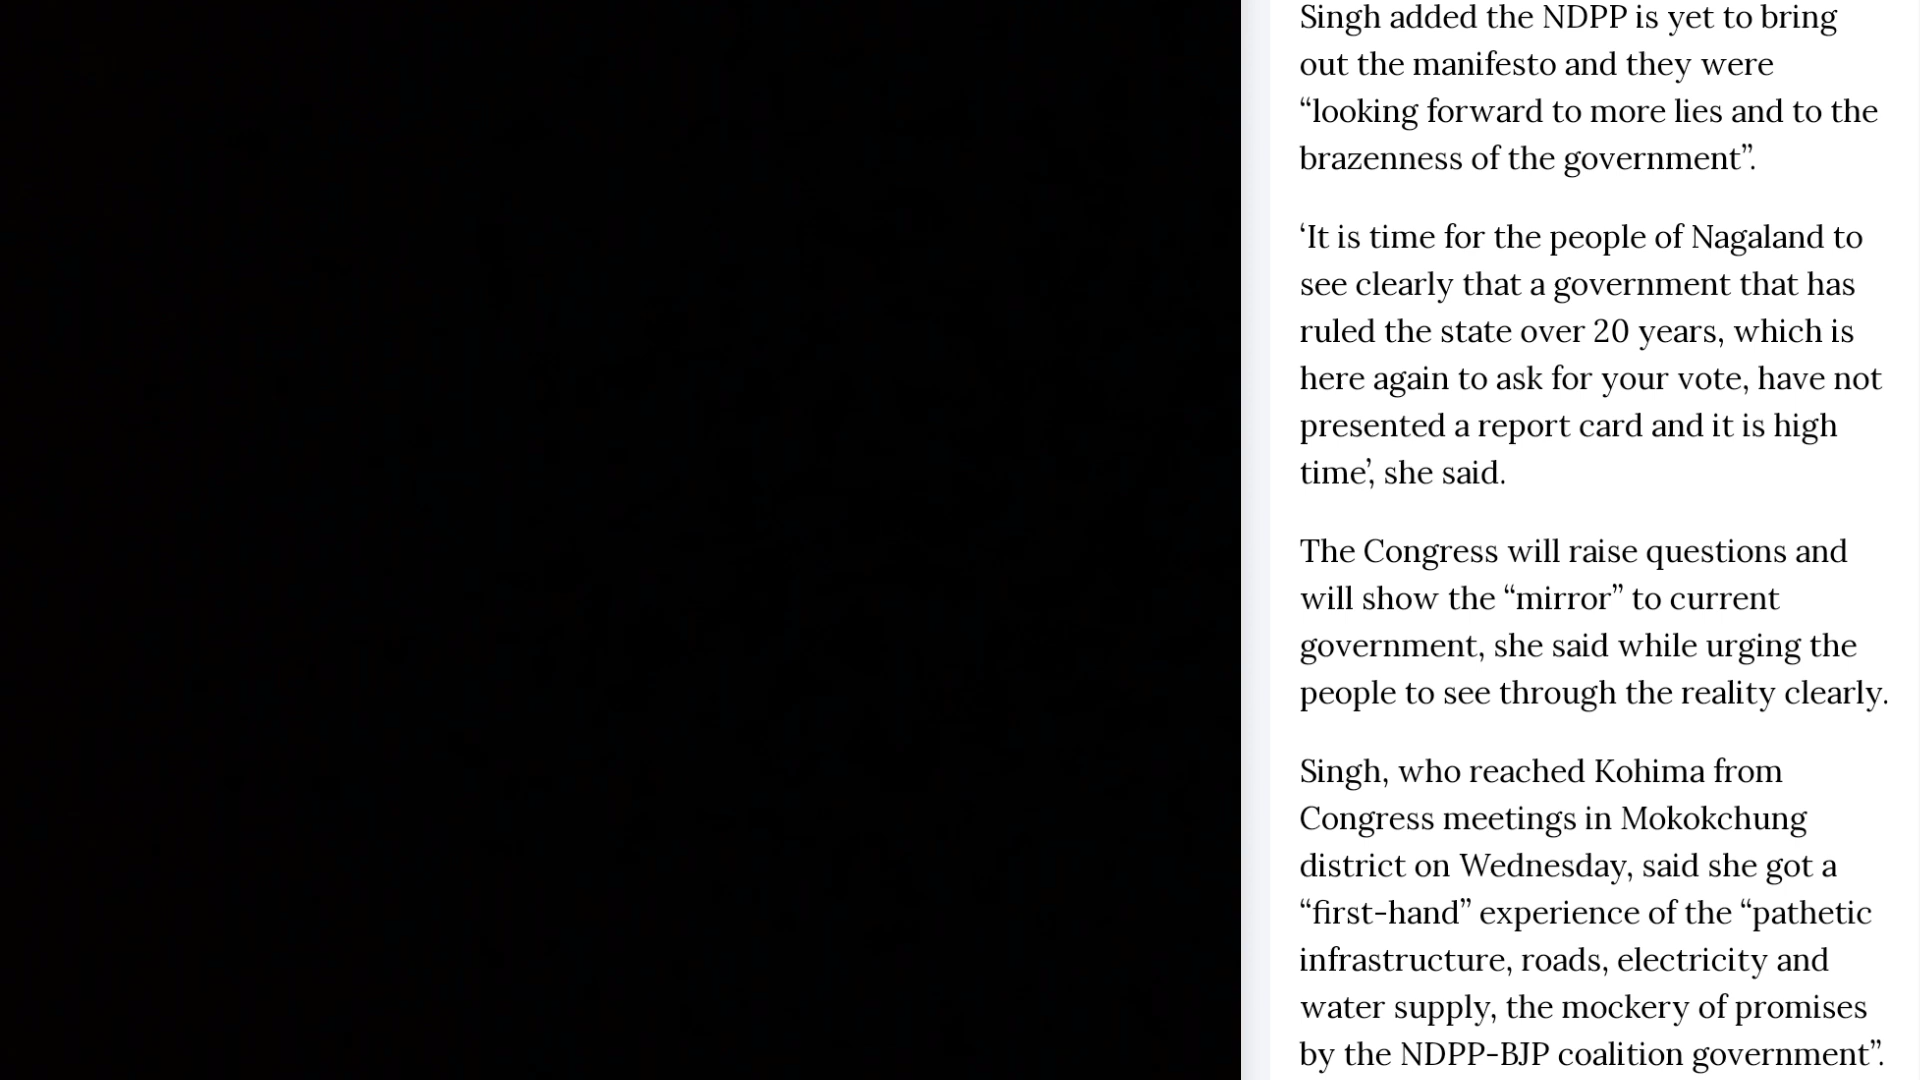 Singh added the NDPP is yet to bring
out the manifesto and they were
“looking forward to more lies and to the
brazenness of the government”.
‘It is time for the people of Nagaland to
see clearly that a government that has
ruled the state over 20 years, which is
here again to ask for your vote, have not
presented a report card and it is high
time’, she said.
The Congress will raise questions and
will show the “mirror” to current
government, she said while urging the
people to see through the reality clearly.
Singh, who reached Kohima from
Congress meetings in Mokokchung
district on Wednesday, said she got a
“first-hand” experience of the “pathetic
infrastructure, roads, electricity and
water supply, the mockery of promises
by the NDPP-BJP coalition government”.